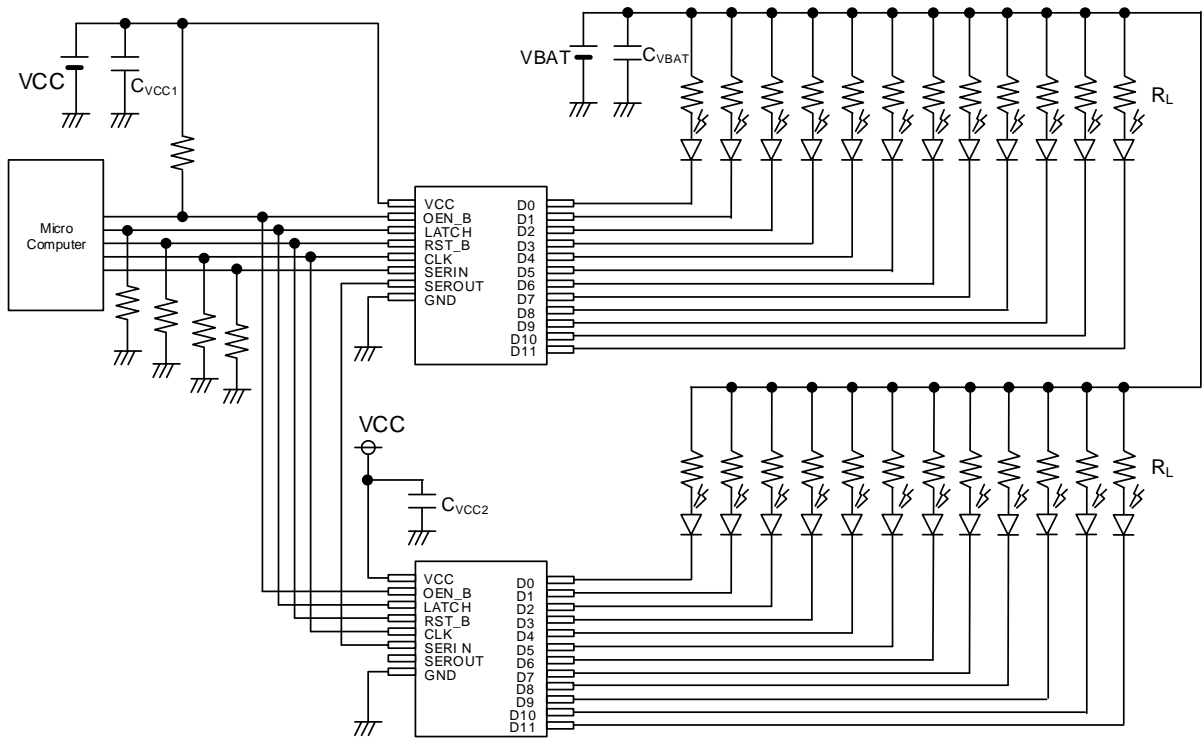 VCC
CVCC1
VBAT
CVBAT
RL
Micro
Computer
VCC
OEN_B
LATCH
RST_B
CLK
SERIN
SEROUT
GND
D0
D1
D2
D3
D4
D5
D6
D7
D8
D9
D10
D11
VCC
CVCC2
RL
VCC
OEN_B
LATCH
RST_B
CLK
SERIN
SEROUT
GND
D0
D1
D2
D3
D4
D5
D6
D7
D8
D9
D10
D11